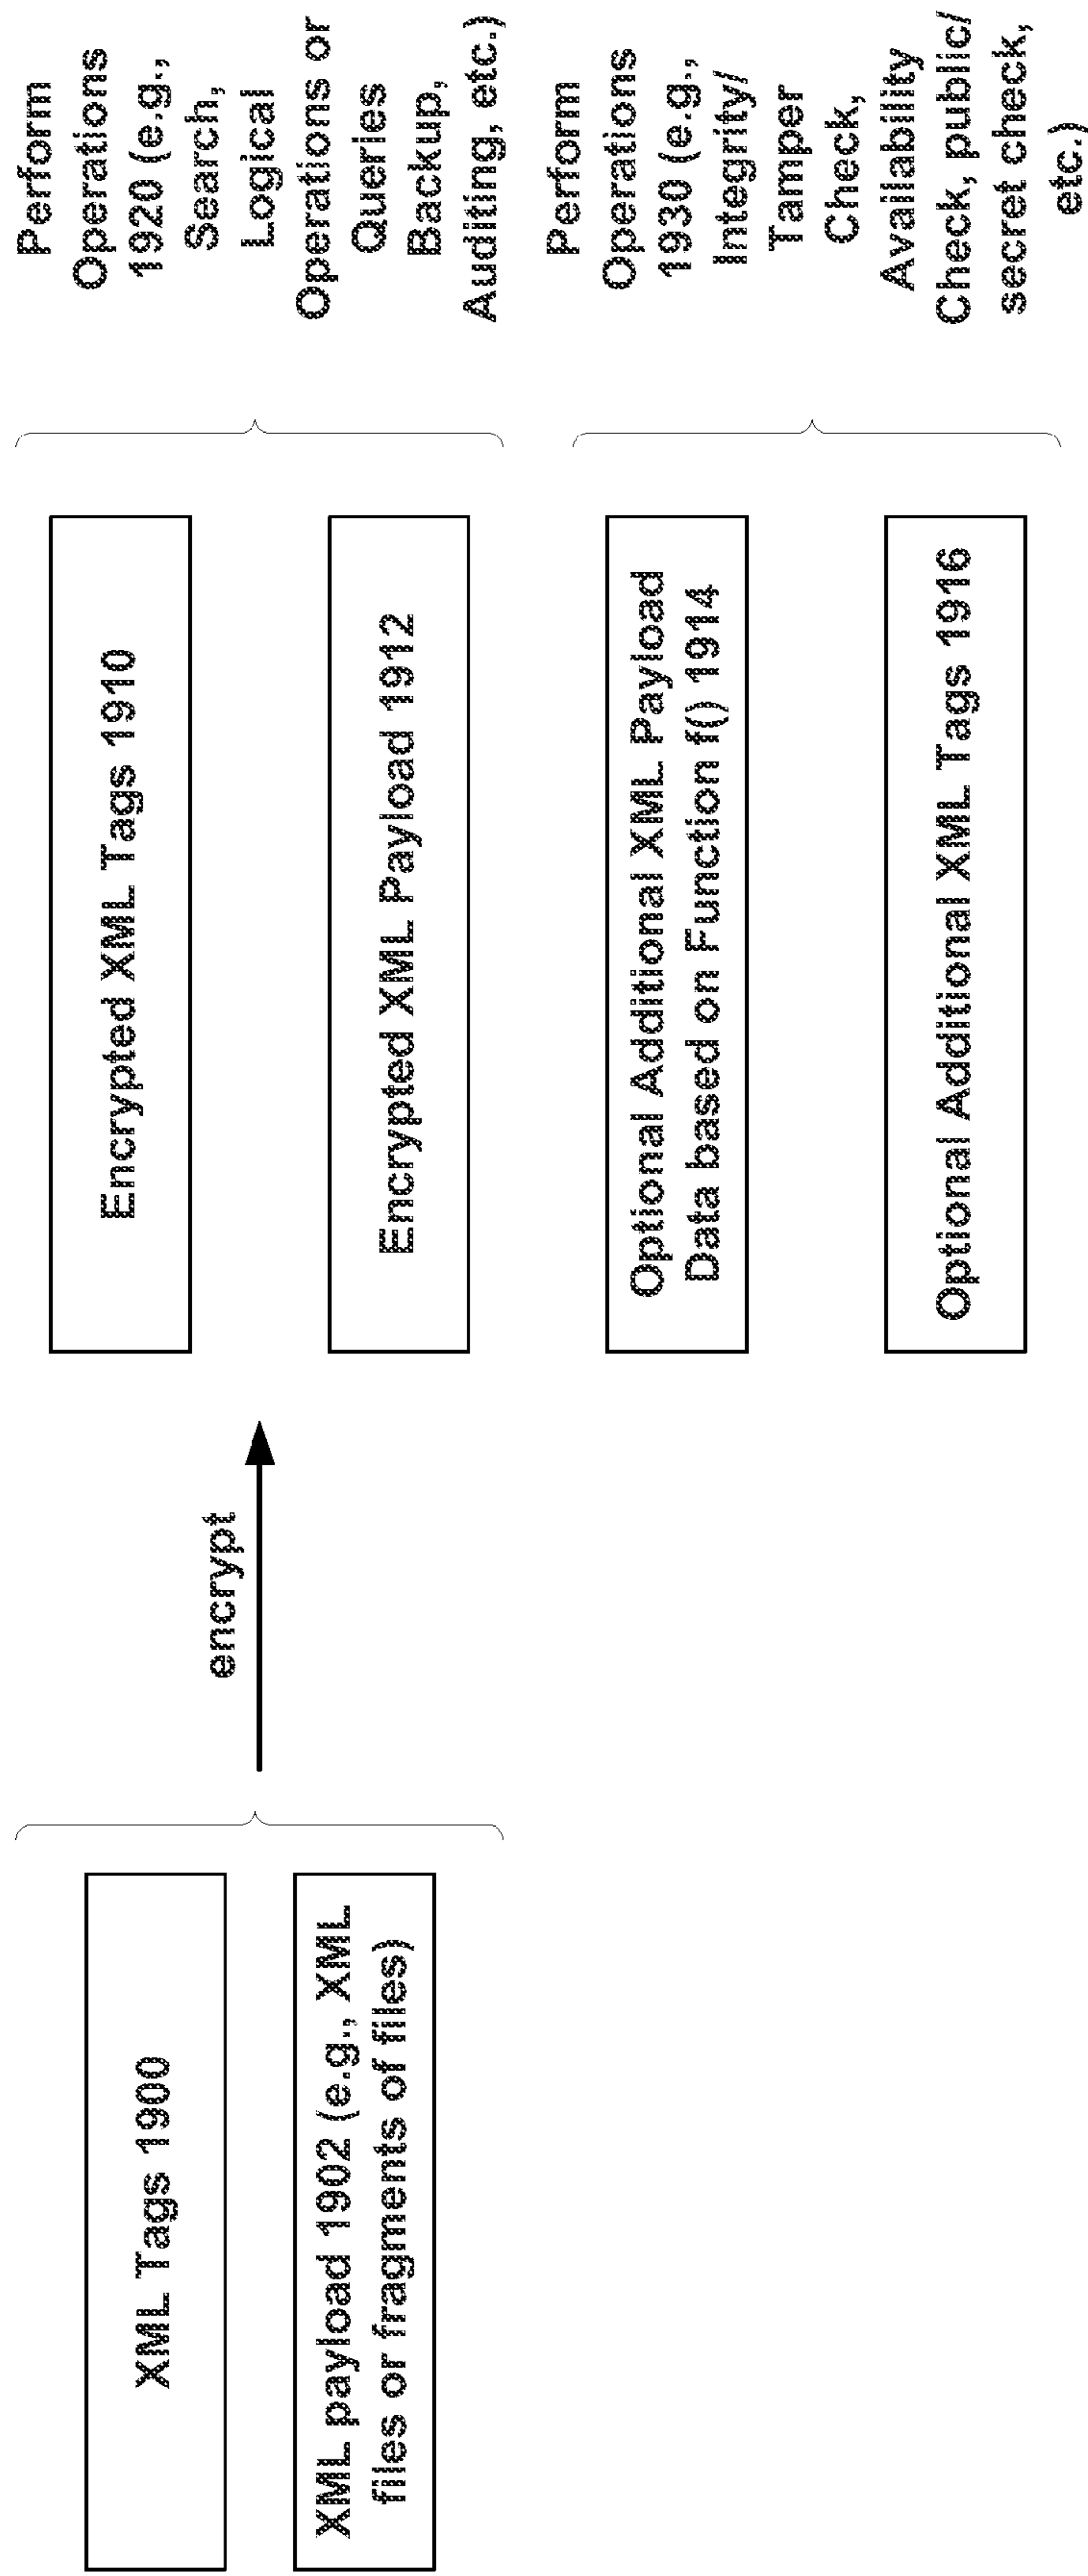 XML Tags 1900
XML payload 1902 (e.g., XML
files or fragments of files)
encrypt
Encrypted XML Tags 1910
Encrypted XML Payload 1912
Optional Additional XML Payload
Data based on Function f() 1914
Optional Additional XML Tags 1916
Perform
Operations
1920 (e.g.,
Search,
Logical
Operations or
Queries
Backup,
Auditing, etc.)
Perform
Operations
1930 (e.g.,
Integrity/
Tamper
Check,
Availability
Check, public/
secret check,
etc.)